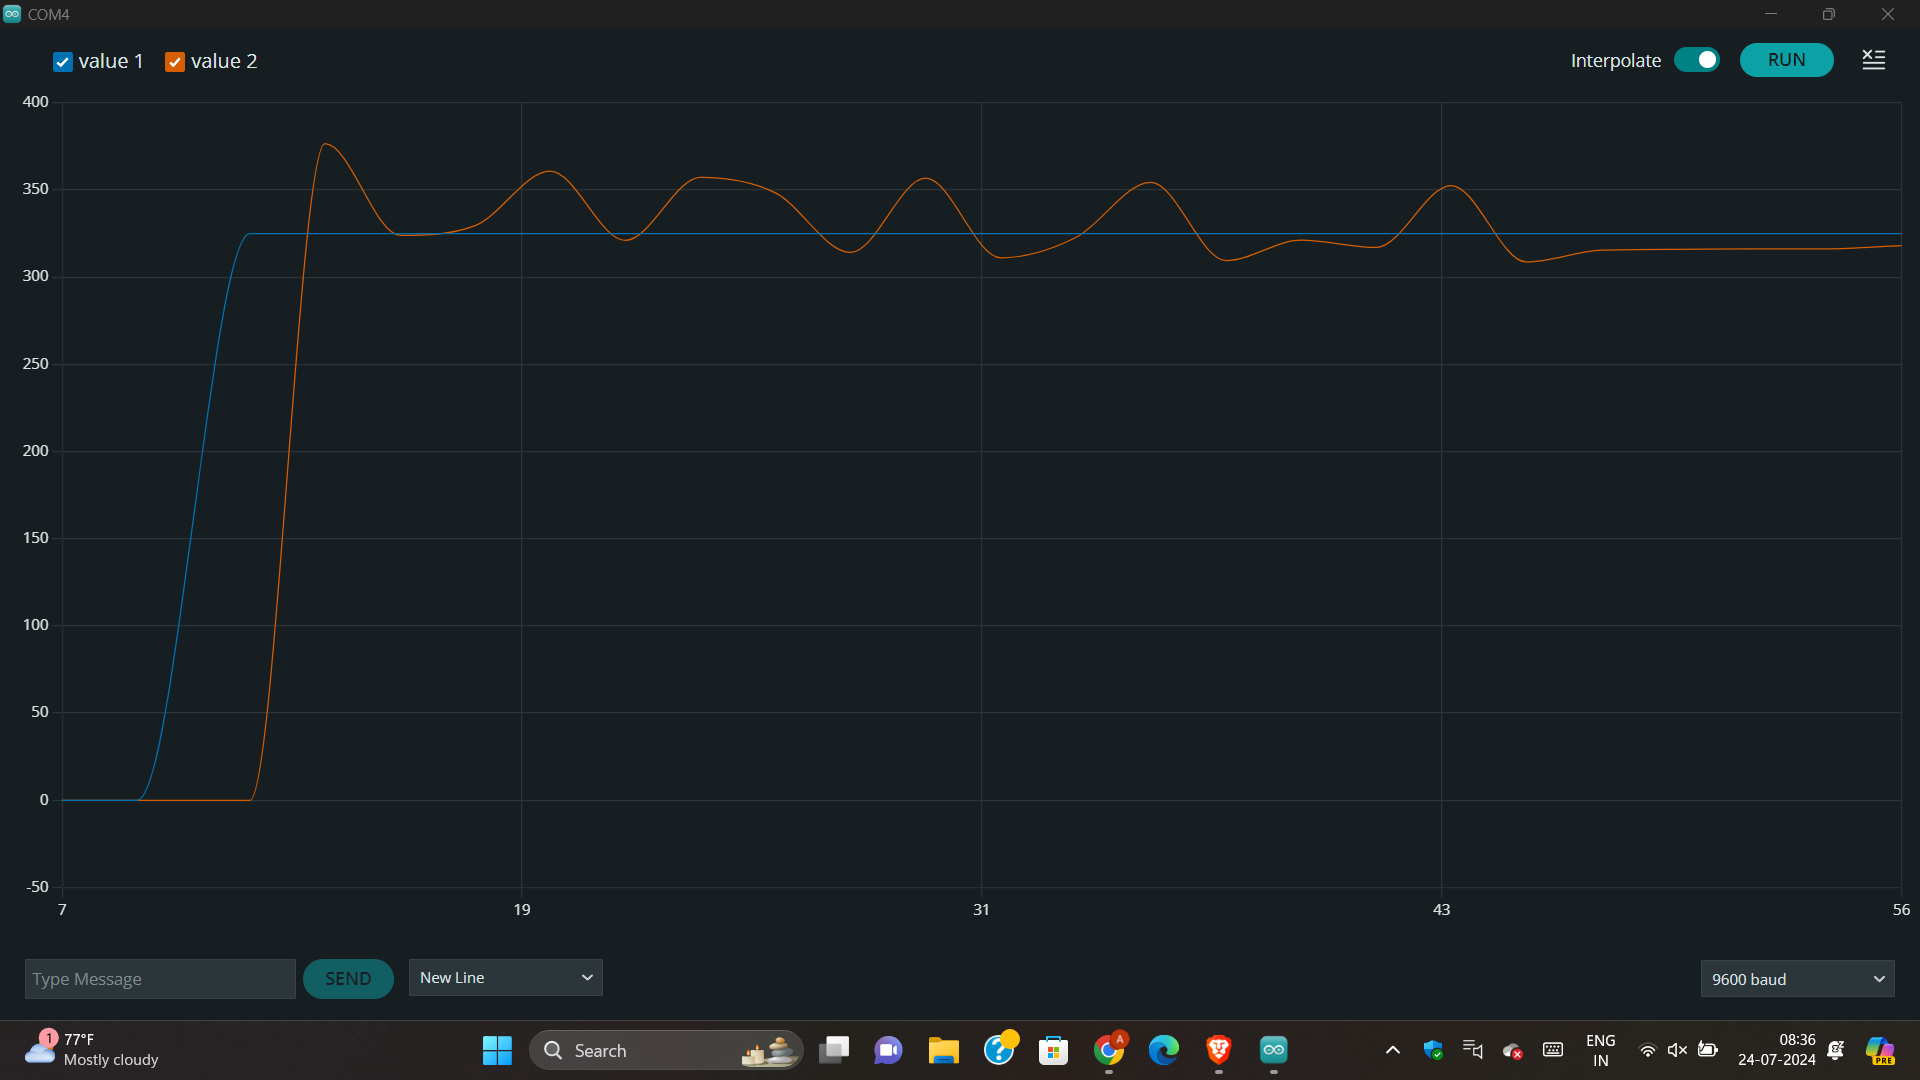 COM4
value 1 value 2 Interpolate RUN
400
350
300
250
200
150
100
50
0
-50
7 19 31 43 56
Type Message SEND New Line 9600 baud
1 77°F
Mostly cloudy
Search
A
ENG
IN
08:36
24-07-2024
PRE